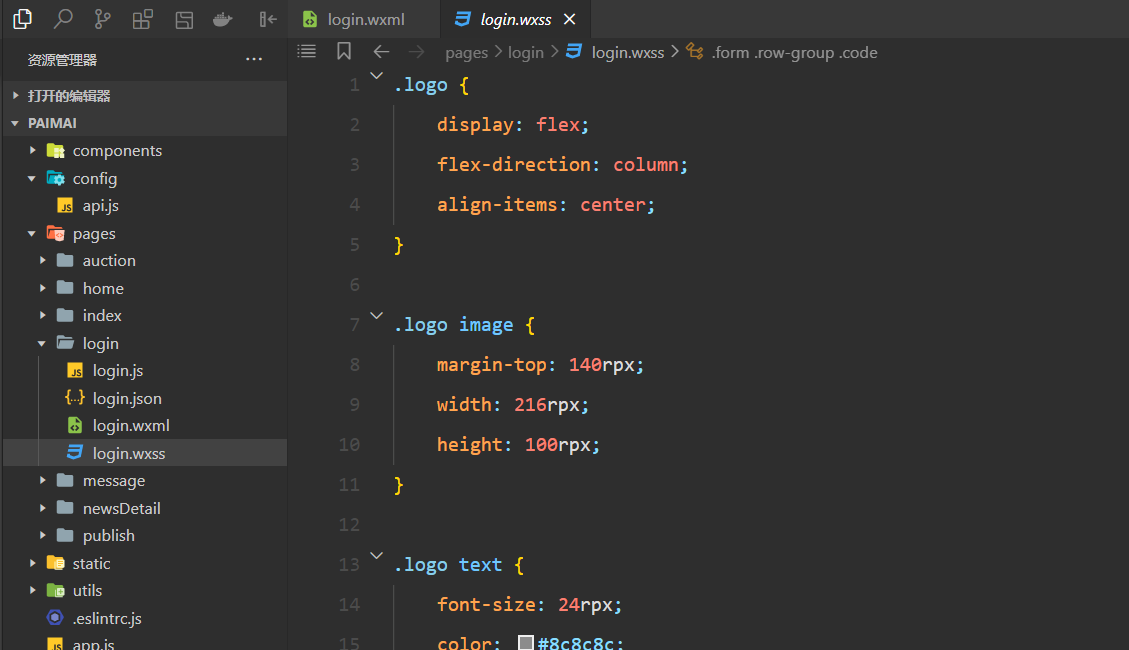 login.wxml
login.wxss
资源管理器
打开的编辑器
PAIMAI
components
config
api.js
pages
auction
home
index
login
login.js
login.json
login.wxml
login.wxss
message
newsDetail
publish
static
utils
.eslintrc.js
app.js
pages > login > login.wxss > .form .row-group .code
1 .logo {
2 display: flex;
3 flex-direction: column;
4 align-items: center;
5 }
6
7 .logo image {
8 margin-top: 140rpx;
9 width: 216rpx;
10 height: 100rpx;
11 }
12
13 .logo text {
14 font-size: 24rpx;
15 color: #8c8c8c;